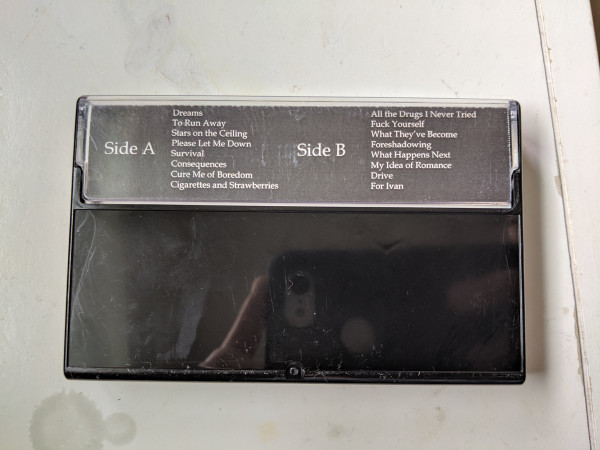 Side A
Dreams
To Run Away
Stars on the Ceiling
Please Let Me Down
Survival
Consequences
Cure Me of Boredom
Cigarettes and Strawberries
Side B
All the Drugs I Never Tried
Fuck Yourself
What They've Become
Foreshadowing
What Happens Next
My Idea of Romance
Drive
For Ivan